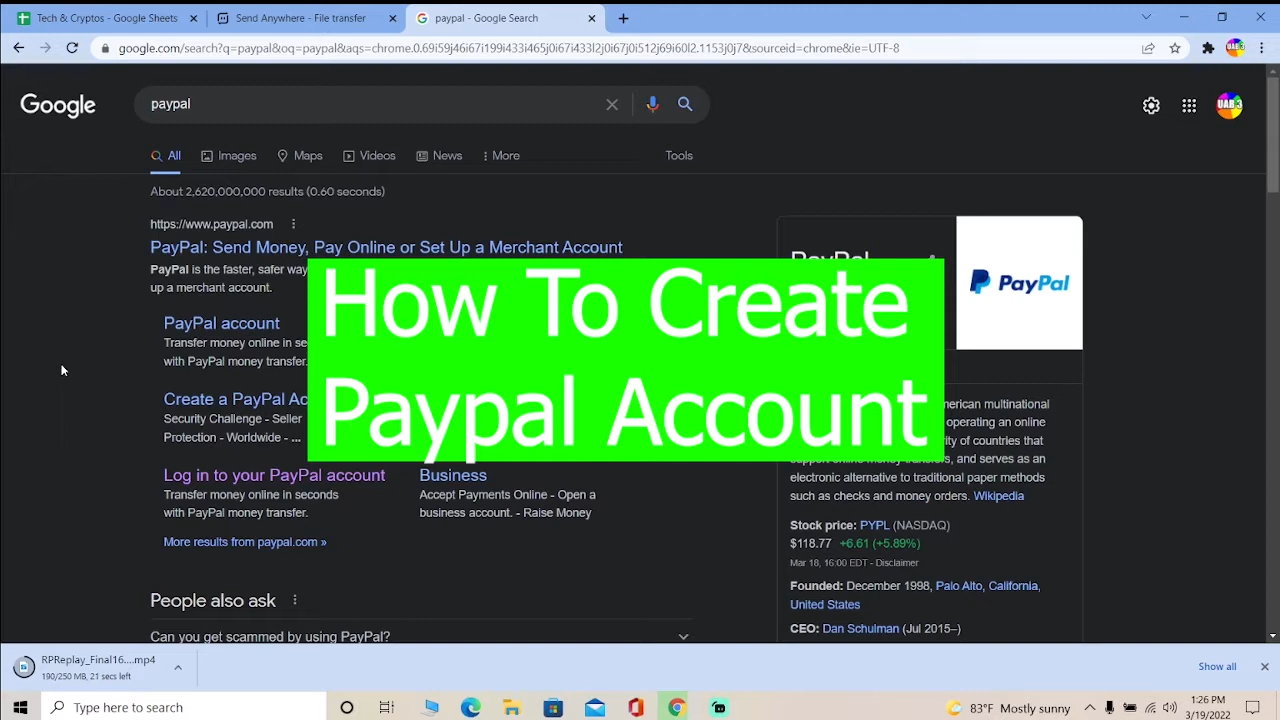 Tech & Cryptos - Google Sheets
Send Anywhere - File transfer
paypal - Google Search
google.com/search?q=paypal&oq=paypal&aqs=chrome.0.69i59j46i67i199i433i465j0i67i433l2j0i67j0i512j69i60l2.1153j0j7&sourceid=chrome&ie=UTF-8
Google
paypal
UAB 3
All
Images
Maps
Videos
News
More
Tools
About 2,620,000,000 results (0.60 seconds)
https://www.paypal.com
PayPal: Send Money, Pay Online or Set Up a Merchant Account
PayPal is the faster, safer way
up a merchant account.
PayPal account
Transfer money online in se
with PayPal money transfer.
Create a PayPal Ac
Security Challenge - Seller
Protection - Worldwide - ...
Log in to your PayPal account
Transfer money online in seconds
with PayPal money transfer.
Business
Accept Payments Online - Open a
business account. - Raise Money
More results from paypal.com »
People also ask
Can you get scammed by using PayPal?
How To Create
Paypal Account
PayPal
PayPal
merican multinational
operating an online
rity of countries that
support online money transfers, and serves as an
electronic alternative to traditional paper methods
such as checks and money orders. Wikipedia
Stock price: PYPL (NASDAQ)
$118.77 +6.61 (+5.89%)
Mar 18, 16:00 EDT - Disclaimer
Founded: December 1998, Palo Alto, California,
United States
CEO: Dan Schulman (Jul 2015–)
RPReplay_Final16....mp4
190/250 MB, 21 secs left
Show all
Type here to search
83°F Mostly sunny
1:26 PM
3/19/2022